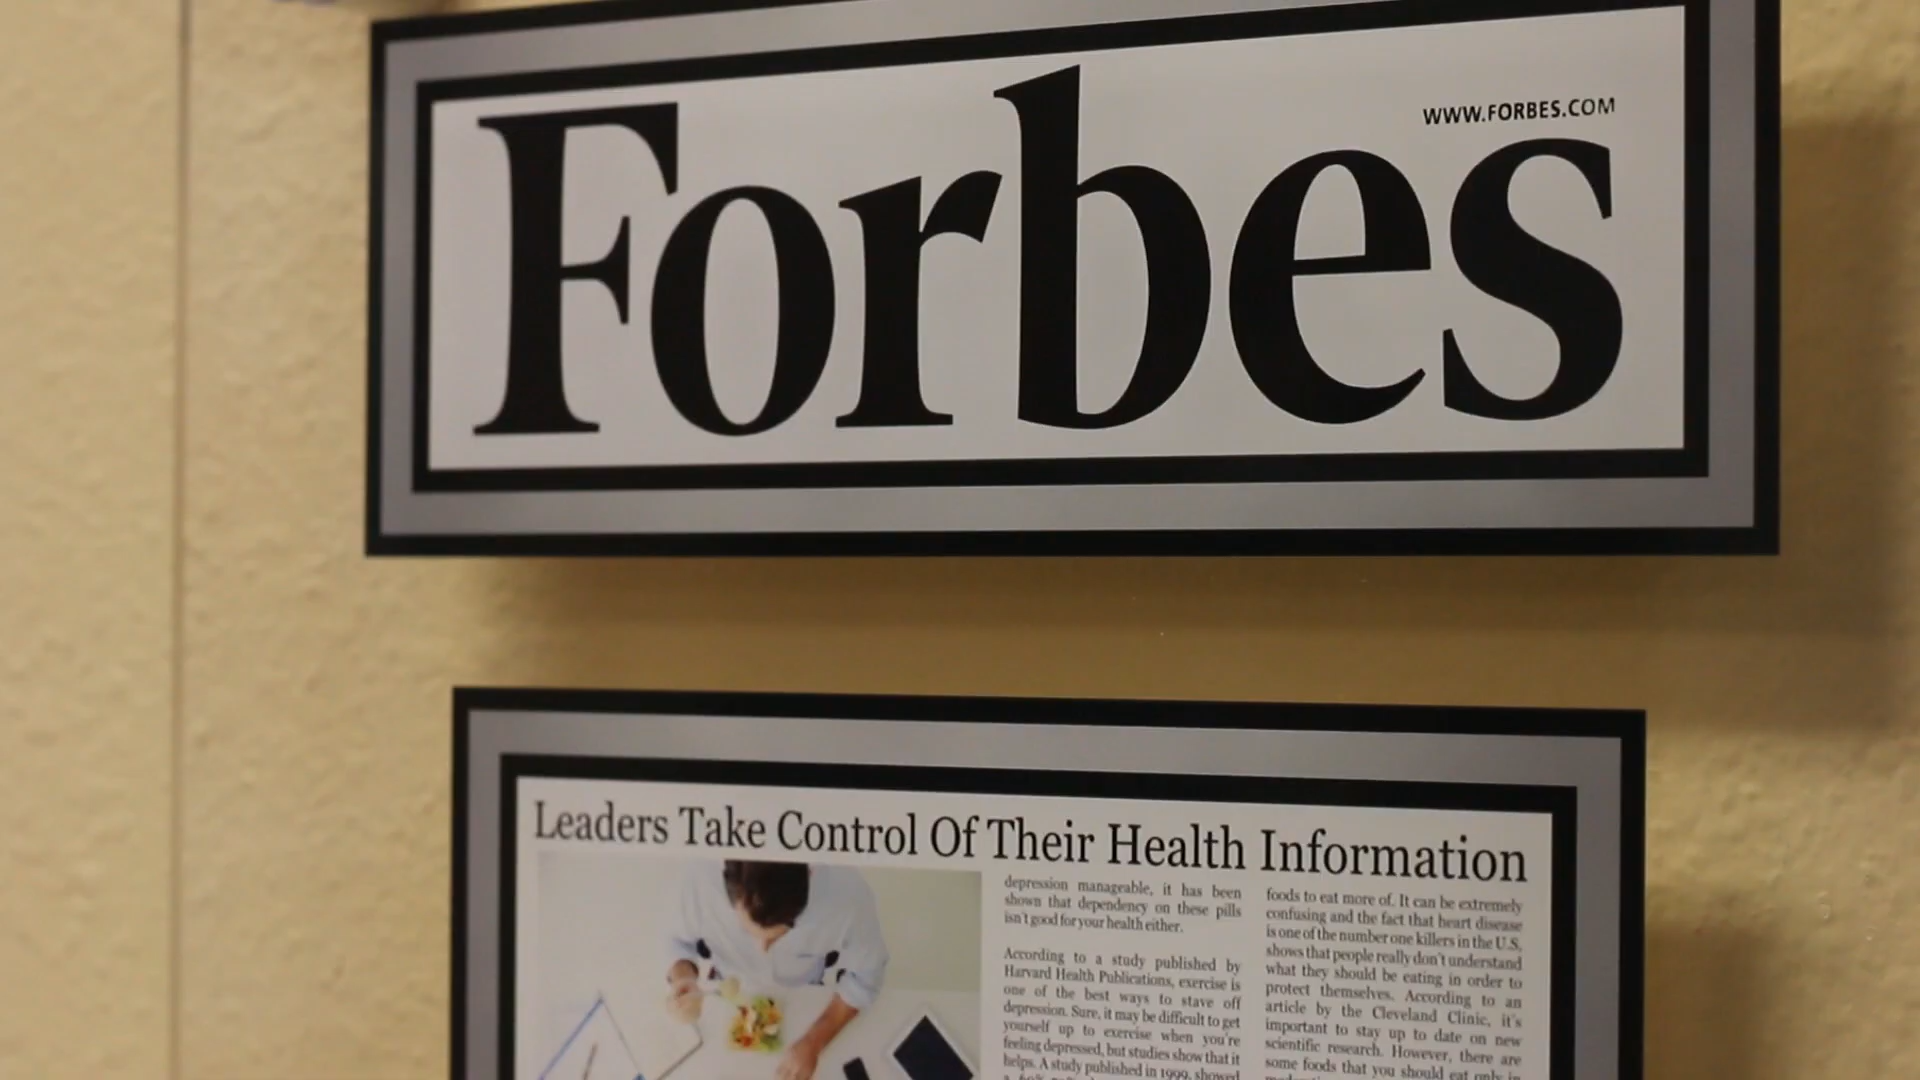 WWW.FORBES.COM
Forbes
Leaders Take Control Of Their Health Information
depression manageable, it has been
shown that dependency on these pills
isn't good for your health either.
According to a study published by
Harvard Health Publications, exercise is
one of the best ways to stave off
depression. Sure, it may be difficult to get
yourself up to exercise when you're
feeling depressed, but studies show that it
helps. A study published in 1999, showed
foods to eat more of. It can be extremely
confusing and the fact that heart disease
is one of the number one killers in the U.S.
shows that people really don't understand
what they should be eating in order to
protect themselves. According to an
article by the Cleveland Clinic, it's
important to stay up to date on new
scientific research. However, there are
some foods that you should eat only in